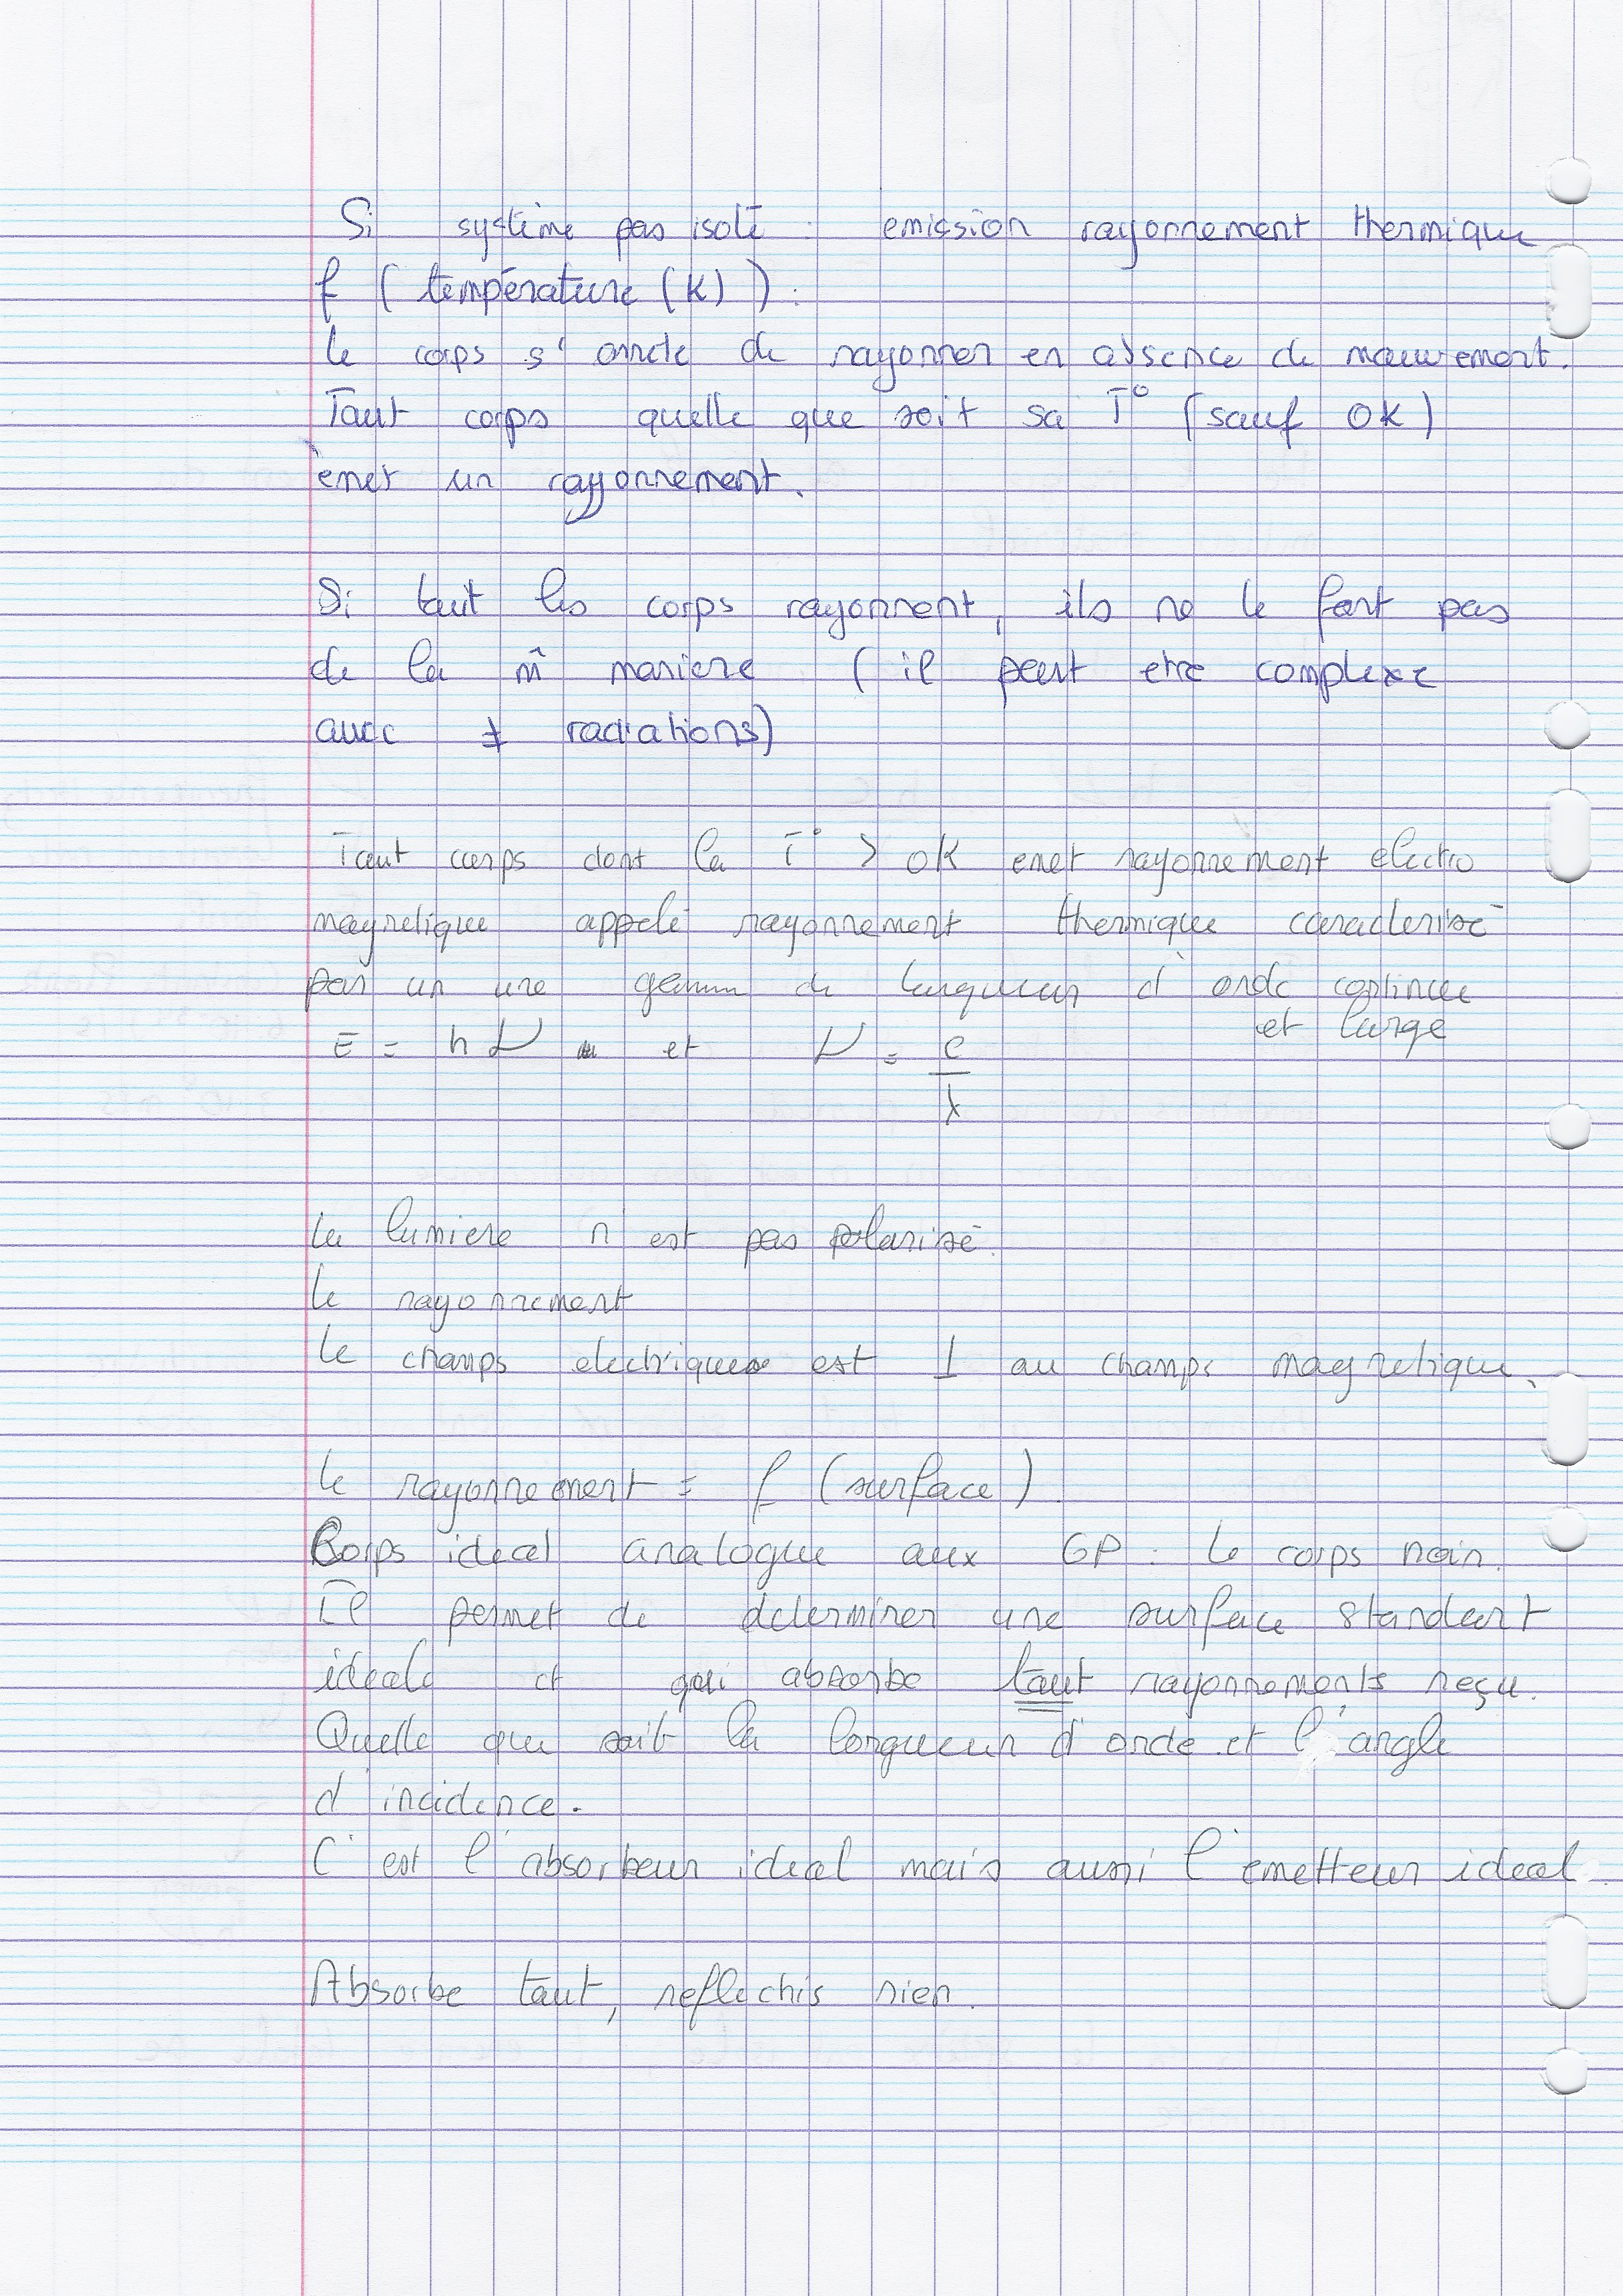 Si système pas isolé : emission rayonnement thermique
f ( température (K) ) .
le corps s' arrete de rayonner en absence de mouvement.
Tout corps quelle que soit sa T° (sauf 0K)
emet un rayonnement.
Si tout les corps rayonnent, ils ne le font pas
de la m̂ maniere ( il peut etre complexe
avec ≠ radiations)
Tout corps dont la T° > 0K emet rayonnement electro
magnetique appelé rayonnement thermique caracterisé
par un une gamm de longueur d' onde continue
et large
E = h ν et ν = c
λ
la lumiere n' est pas polarisé.
le rayonnement
le champs electrique est ⊥ au champs magnetique.
le rayonnement = f (surface).
Corps ideal analogue aux GP : le corps noir.
Il permet de determiner une surface standart
ideale et qui absorbe tout rayonnements reçu.
Quelle que soit la longueur d' onde et l' angle
d' incidence.
C' est l' absorbeur ideal mais aussi l' emetteur ideal.
Absorbe tout, reflechis rien.